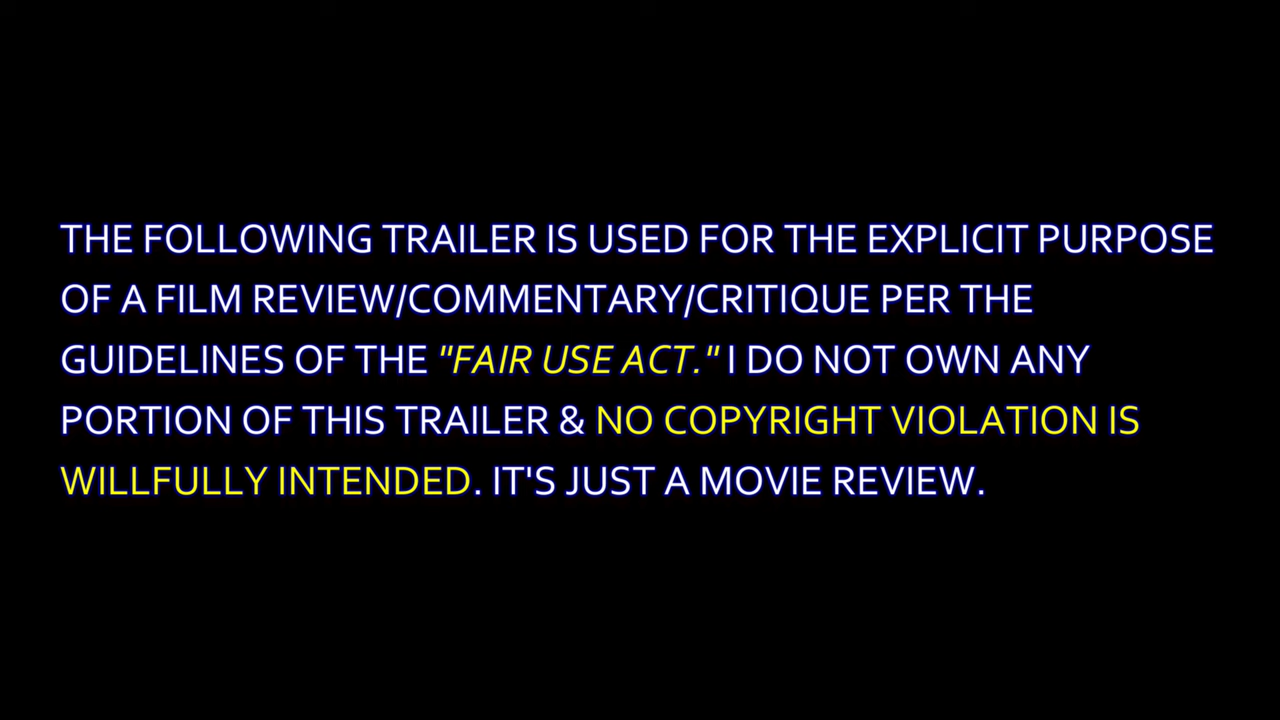 THE FOLLOWING TRAILER IS USED FOR THE EXPLICIT PURPOSE
OF A FILM REVIEW/COMMENTARY/CRITIQUE PER THE
GUIDELINES OF THE "FAIR USE ACT." I DO NOT OWN ANY
PORTION OF THIS TRAILER & NO COPYRIGHT VIOLATION IS
WILLFULLY INTENDED. IT'S JUST A MOVIE REVIEW.